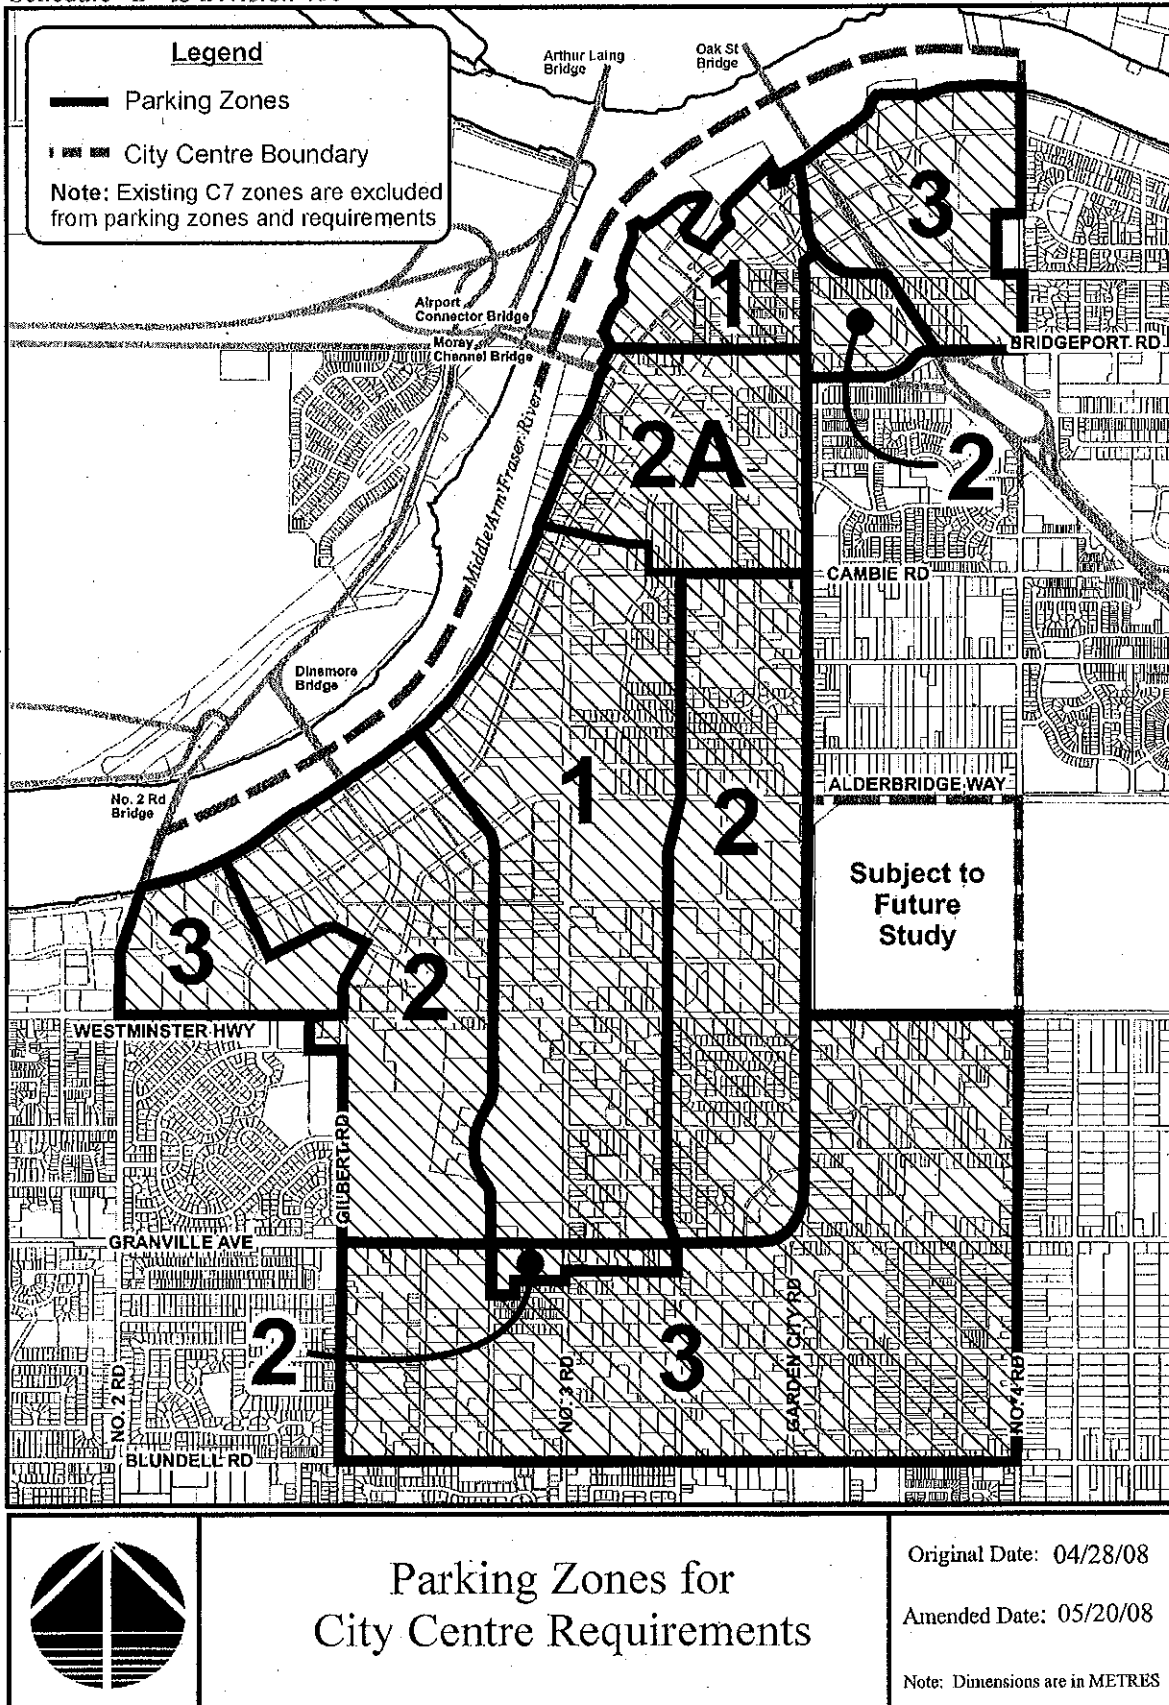 Legend
Parking Zones
City Centre Boundary
Note: Existing C7 zones are excluded
from parking zones and requirements
Arthur Laing
Bridge
Oak St
Bridge
3
1
Airport
Connector Bridge
Moray
Channel Bridge
BRIDGEPORT RD
2A
2
Middle Arm Fraser River
CAMBIE RD
Dinsmore
Bridge
No. 2 Rd
Bridge
1
2
ALDERBRIDGE WAY
Subject to
Future
Study
3
2
WESTMINSTER HWY
GILBERT RD
GRANVILLE AVE
2
3
NO. 2 RD
NO. 3 RD
GARDEN CITY RD
NO. 4 RD
BLUNDELL RD
Parking Zones for
City Centre Requirements
Original Date: 04/28/08
Amended Date: 05/20/08
Note: Dimensions are in METRES